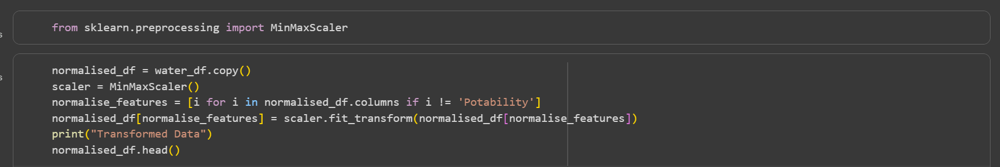 from sklearn.preprocessing import MinMaxScaler
s
normalised_df = water_df.copy()
s
scaler = MinMaxScaler()
normalise_features = [i for i in normalised_df.columns if i != 'Potability']
normalised_df[normalise_features] = scaler.fit_transform(normalised_df[normalise_features])
print("Transformed Data")
normalised_df.head()